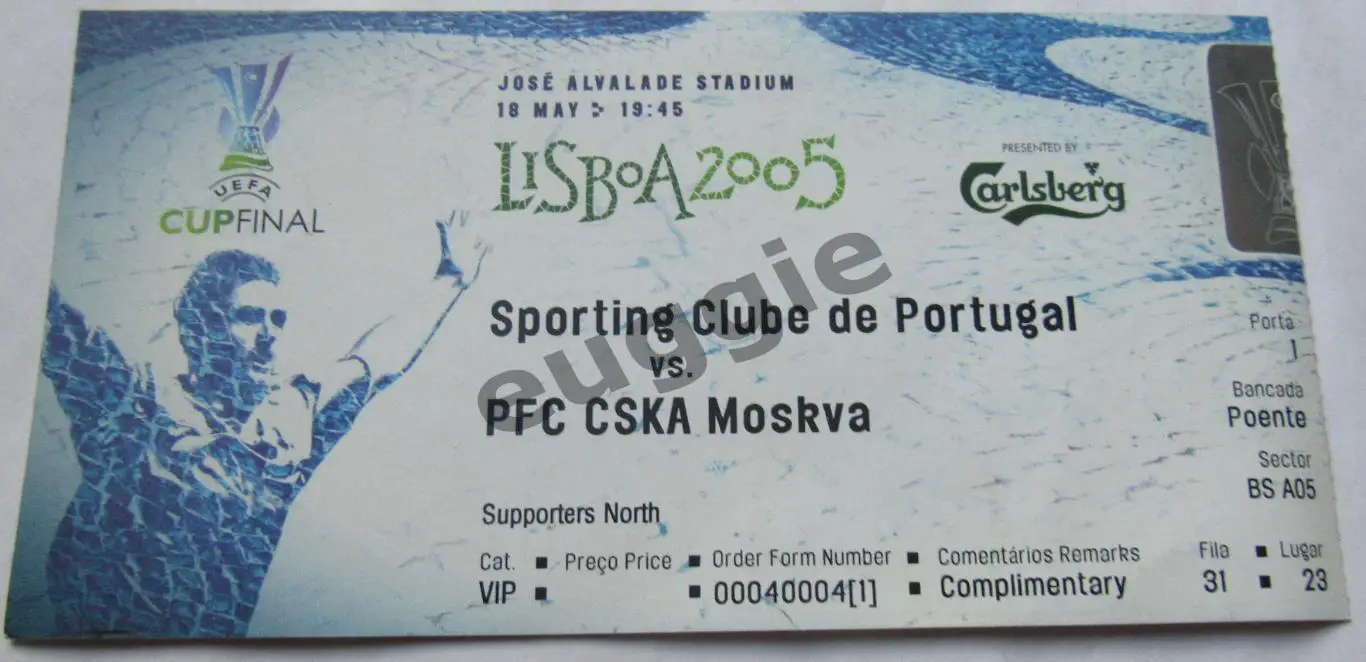 JOSÉ ALVALADE STADIUM
18 MAY 19:45
LISBOA 2005
PRESENTED BY
Carlsberg
UEFA
CUPFINAL
euggie
Sporting Clube de Portugal
vs.
PFC CSKA Moskva
Porta
1
Bancada
Poente
Sector
BS A05
Supporters North
Cat. ▪ Preço Price ▪ Order Form Number ▪ Comentários Remarks Fila ▪ Lugar
VIP ▪ ▪ 00040004[1] ▪ Complimentary 31 ▪ 23